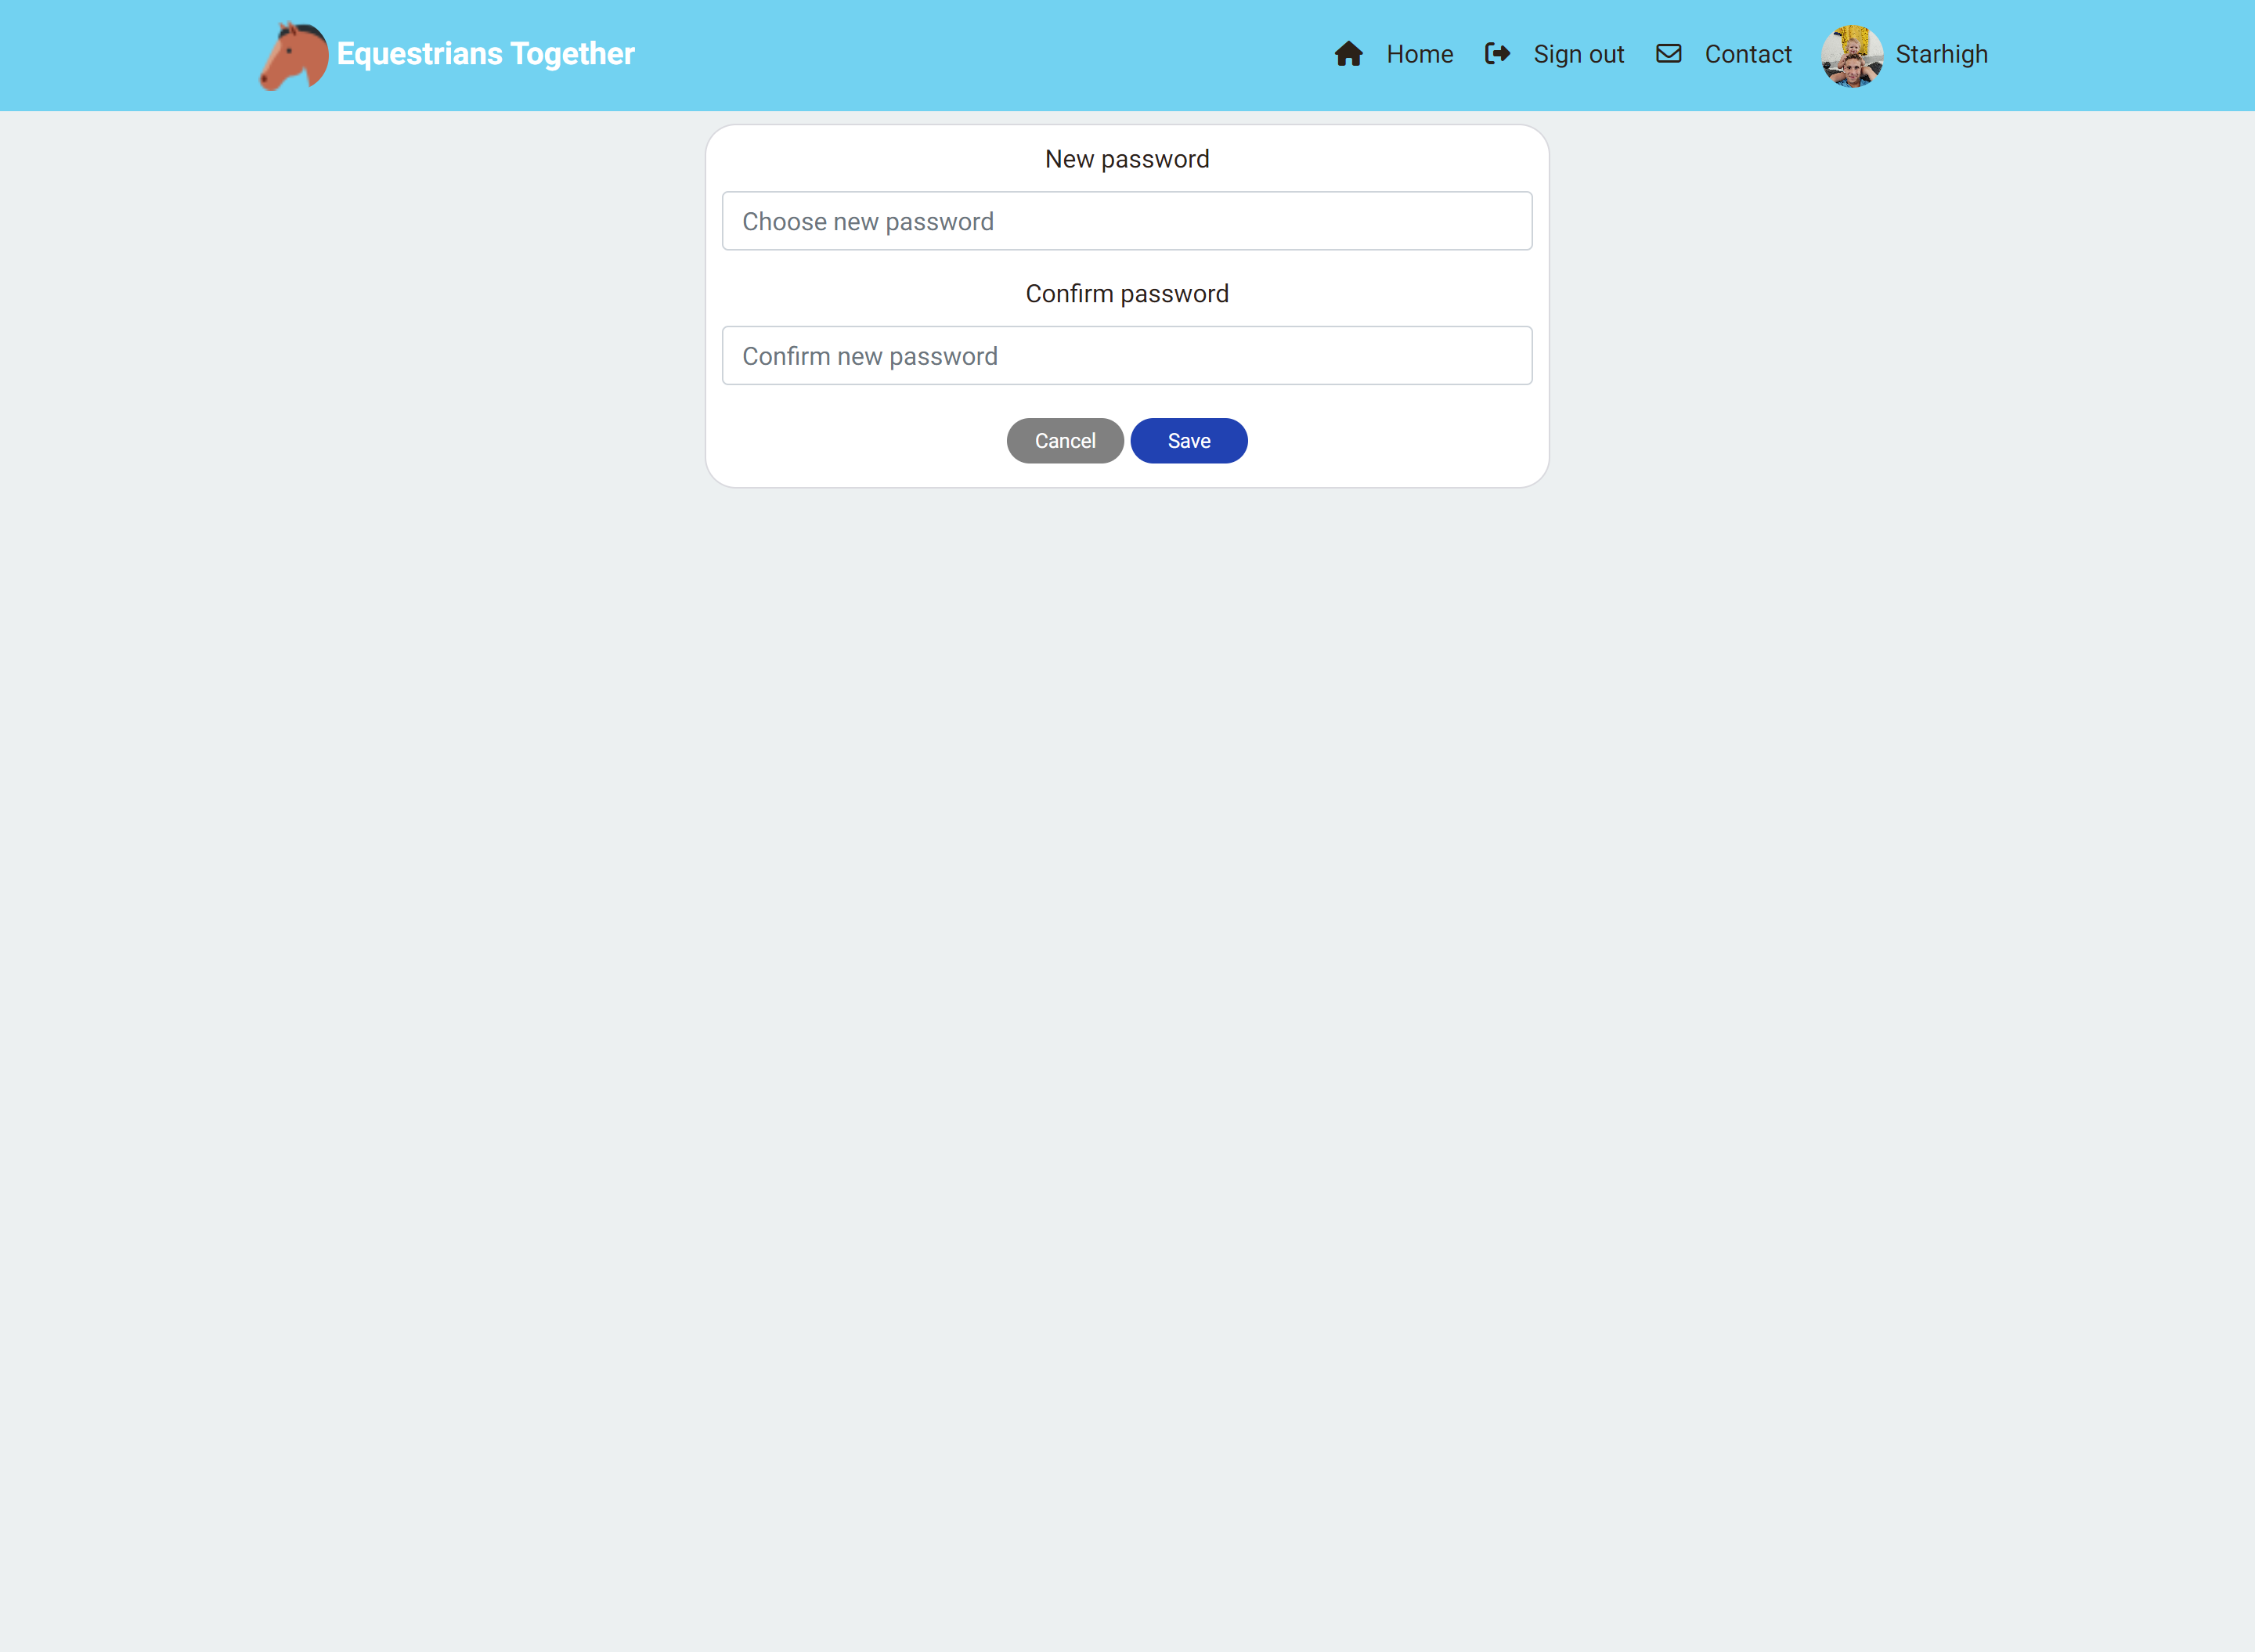 Equestrians Together
Home
Sign out
Contact
Starhigh
New password
Choose new password
Confirm password
Confirm new password
Cancel
Save